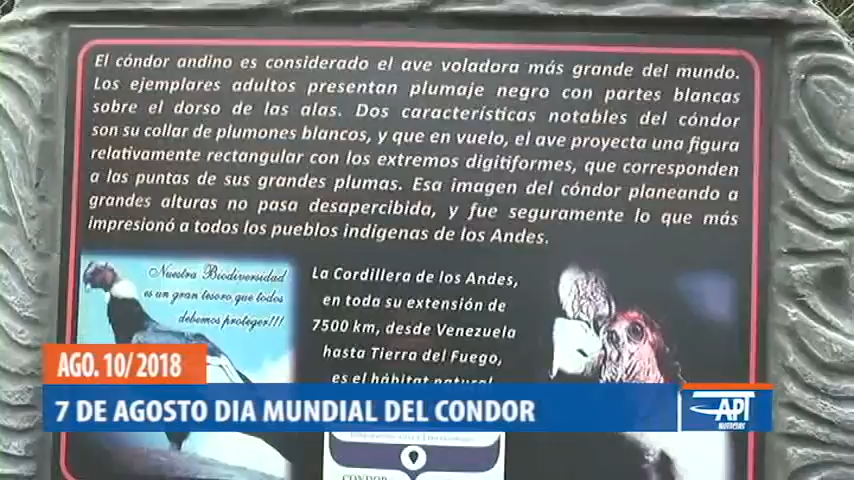 El cóndor andino es considerado el ave voladora más grande del mundo.
Los ejemplares adultos presentan plumaje negro con partes blancas
sobre el dorso de las alas. Dos características notables del cóndor
son su collar de plumones blancos, y que en vuelo, el ave proyecta una figura
relativamente rectangular con los extremos digitiformes, que corresponden
a las puntas de sus grandes plumas. Esa imagen del cóndor planeando a
grandes alturas no pasa desapercibida, y fue seguramente lo que más
impresionó a todos los pueblos indígenas de los Andes.
Nuestra Biodiversidad
es un gran tesoro que todos
debemos proteger!!!
La Cordillera de los Andes,
en toda su extensión de
7500 km, desde Venezuela
hasta Tierra del Fuego,
es el hábitat natural
AGO. 10/ 2018
7 DE AGOSTO DIA MUNDIAL DEL CONDOR
APT
NOTICIAS
CONDOR